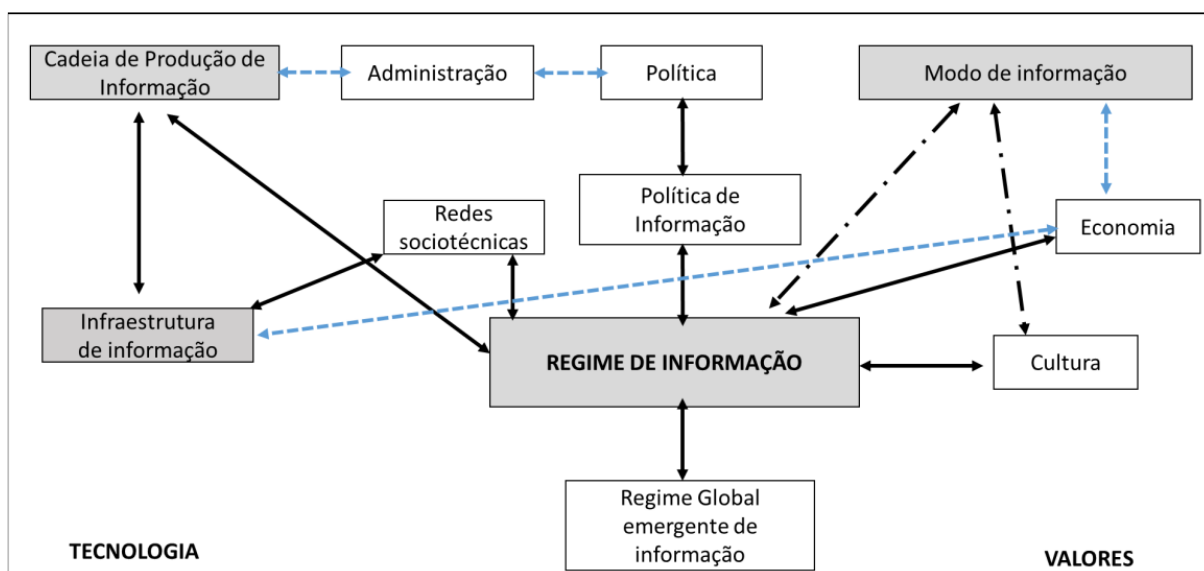 Cadeia de Produção de
Informação
Administração
Política
Modo de informação
Política de
Informação
Redes
sociotécnicas
Economia
Infraestrutura
de informação
REGIME DE INFORMAÇÃO
Cultura
Regime Global
emergente de
informação
TECNOLOGIA
VALORES